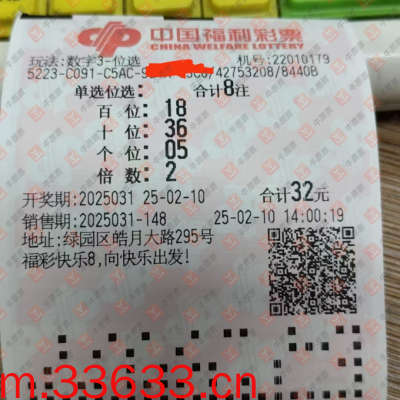 中国福利彩票
CHINA WELFARE LOTTERY
玩法:数字3-位选 机号:22010179
5223-C091-C5AC-9 /42753208/8440B
单选位选: 合计8注
百 位: 18
十 位: 36
个 位: 05
倍 数: 2
开奖期:2025031 25-02-10 合计32元
销售期:2025031-148 25-02-10 14:00:19
地址:绿园区皓月大路295号
福彩快乐8,向快乐出发!
m.33633.cn